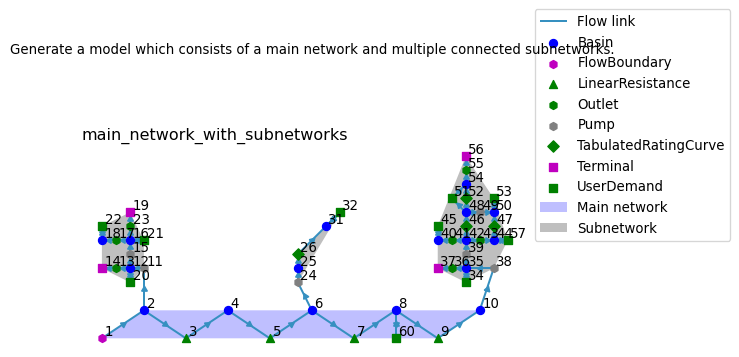 Flow link
Generate a model which consists of a main network and multiple connected subnetworks.
Basin
FlowBoundary
LinearResistance
Outlet
Pump
TabulatedRatingCurve
Terminal
UserDemand
Main network
Subnetwork
main_network_with_subnetworks
56
55
54
51 52 53
19 32 48 49 50
22 23 31 45 46 47
18 17 16 21 40 41 42 43 44 57
15 26 39
14 13 12 11 25 37 36 35 38
20 24 34
2 4 6 8 10
1 3 5 7 60 9